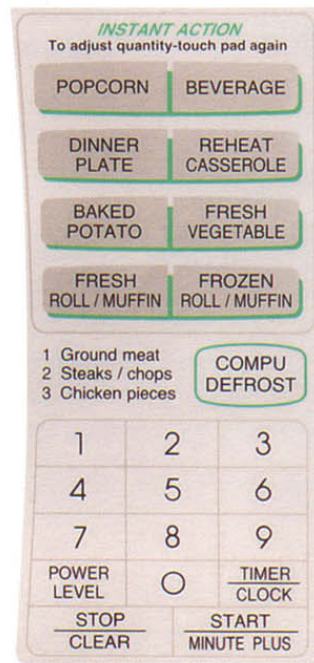 INSTANT ACTION
To adjust quantity-touch pad again
POPCORN BEVERAGE
DINNER PLATE REHEAT CASSEROLE
BAKED POTATO FRESH VEGETABLE
FRESH ROLL / MUFFIN FROZEN ROLL / MUFFIN
1 Ground meat
2 Steaks / chops
3 Chicken pieces
COMPU
DEFROST
1 2 3
4 5 6
7 8 9
POWER LEVEL 0 TIMER CLOCK
STOP CLEAR START MINUTE PLUS